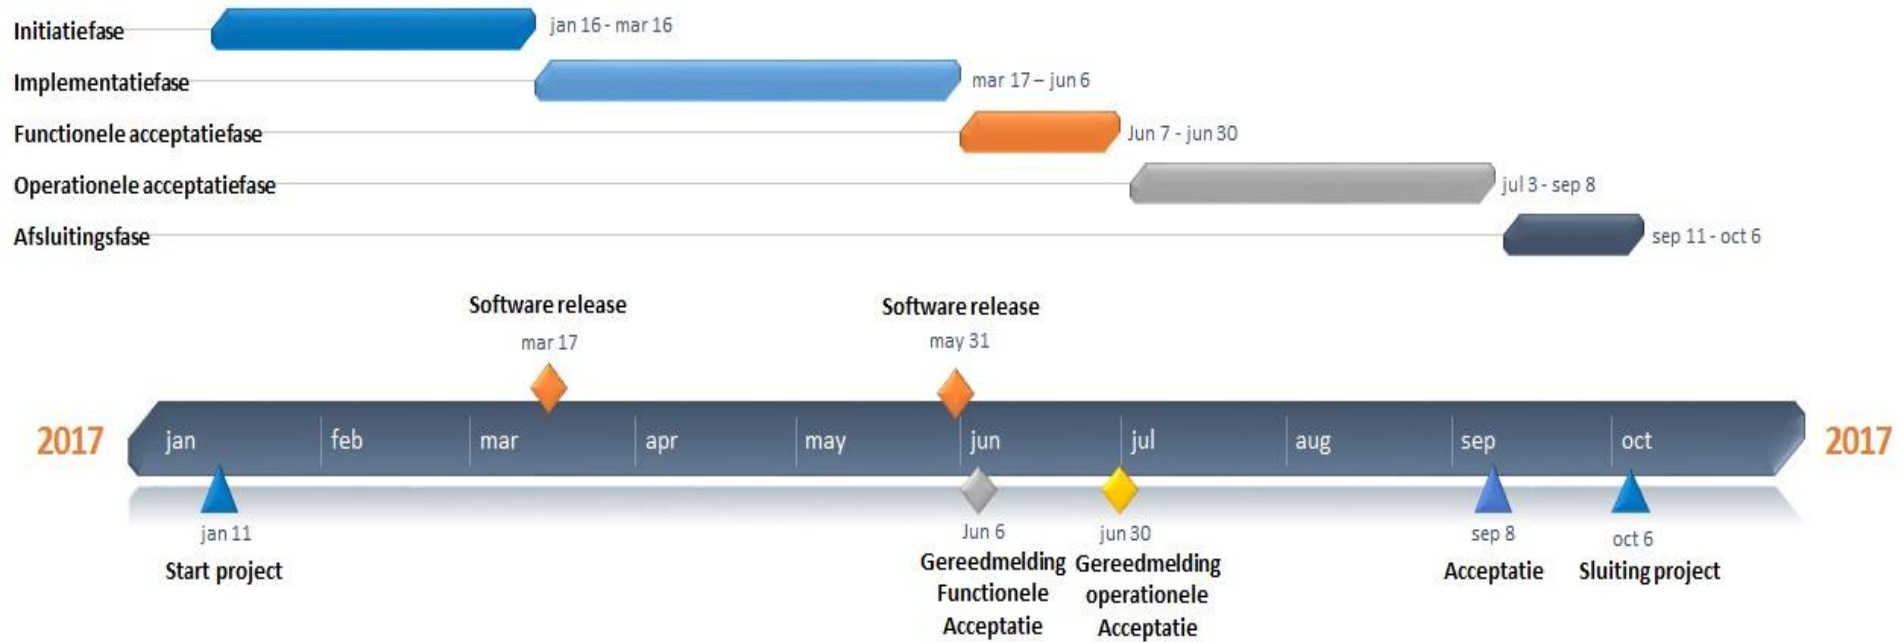 Initiatiefase
jan 16 - mar 16
Implementatiefase
mar 17 – jun 6
Functionele acceptatiefase
Jun 7 - jun 30
Operationele acceptatiefase
jul 3 - sep 8
Afsluitingsfase
sep 11 - oct 6
Software release
mar 17
Software release
may 31
2017
jan
feb
mar
apr
may
jun
jul
aug
sep
oct
2017
jan 11
Start project
Jun 6
Gereedmelding
Functionele
Acceptatie
jun 30
Gereedmelding
operationele
Acceptatie
sep 8
Acceptatie
oct 6
Sluiting project